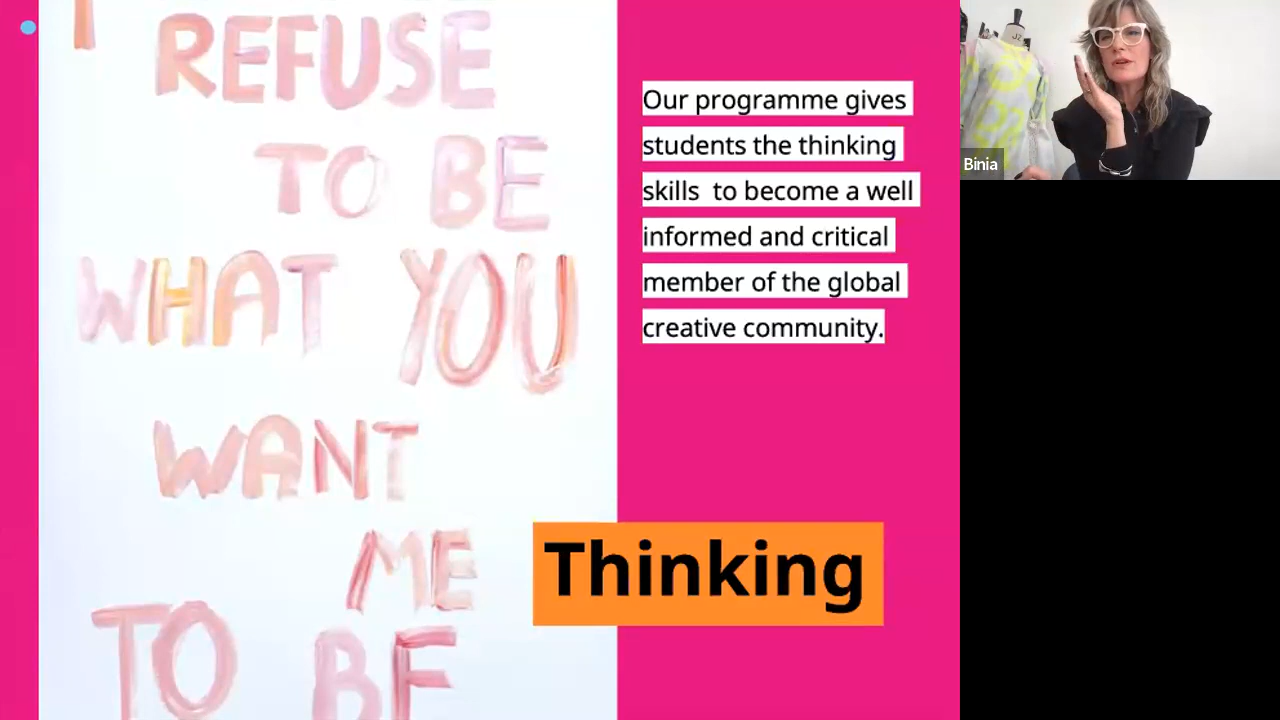 I
REFUSE
TO BE
WHAT YOU
WANT
ME
TO BE
Our programme gives
students the thinking
skills  to become a well
informed and critical
member of the global
creative community.
Thinking
JZ
Binia